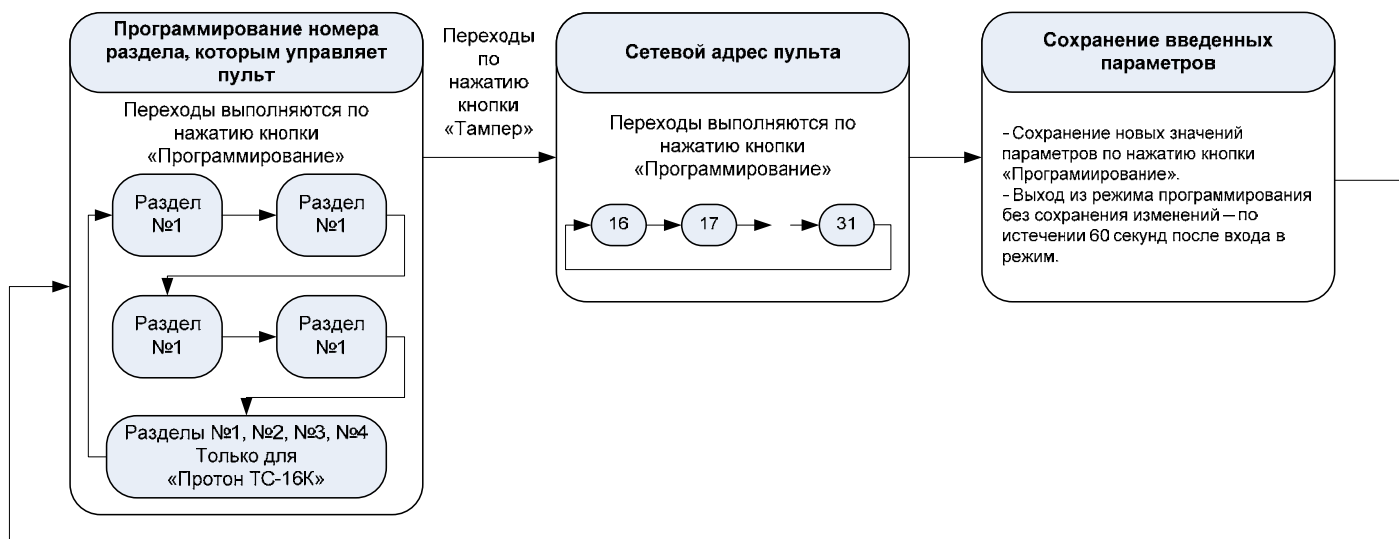 Программирование номера
раздела, которым управляет
пульт
Переходы выполняются по
нажатию кнопки
«Программирование»
Раздел
№1
Раздел
№1
Раздел
№1
Раздел
№1
Разделы №1, №2, №3, №4
Только для
«Протон ТС-16К»
Переходы
по
нажатию
кнопки
«Тампер»
Сетевой адрес пульта
Переходы выполняются по
нажатию кнопки
«Программирование»
16
17
31
Сохранение введенных
параметров
- Сохранение новых значений
параметров по нажатию кнопки
«Програмиирование».
- Выход из режима программирования
без сохранения изменений – по
истечении 60 секунд после входа в
режим.